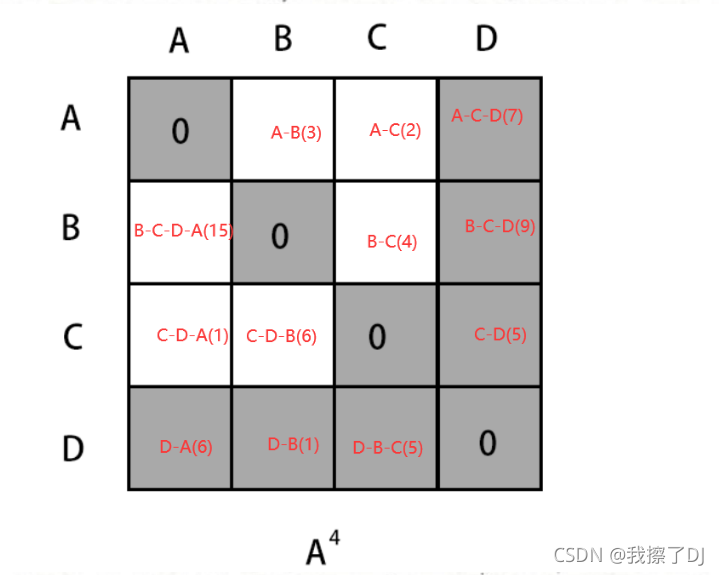 A B C D
A 0 A-B(3) A-C(2) A-C-D(7)
B B-C-D-A(15) 0 B-C(4) B-C-D(9)
C C-D-A(1) C-D-B(6) 0 C-D(5)
D D-A(6) D-B(1) D-B-C(5) 0
A⁴
CSDN @我擦了DJ